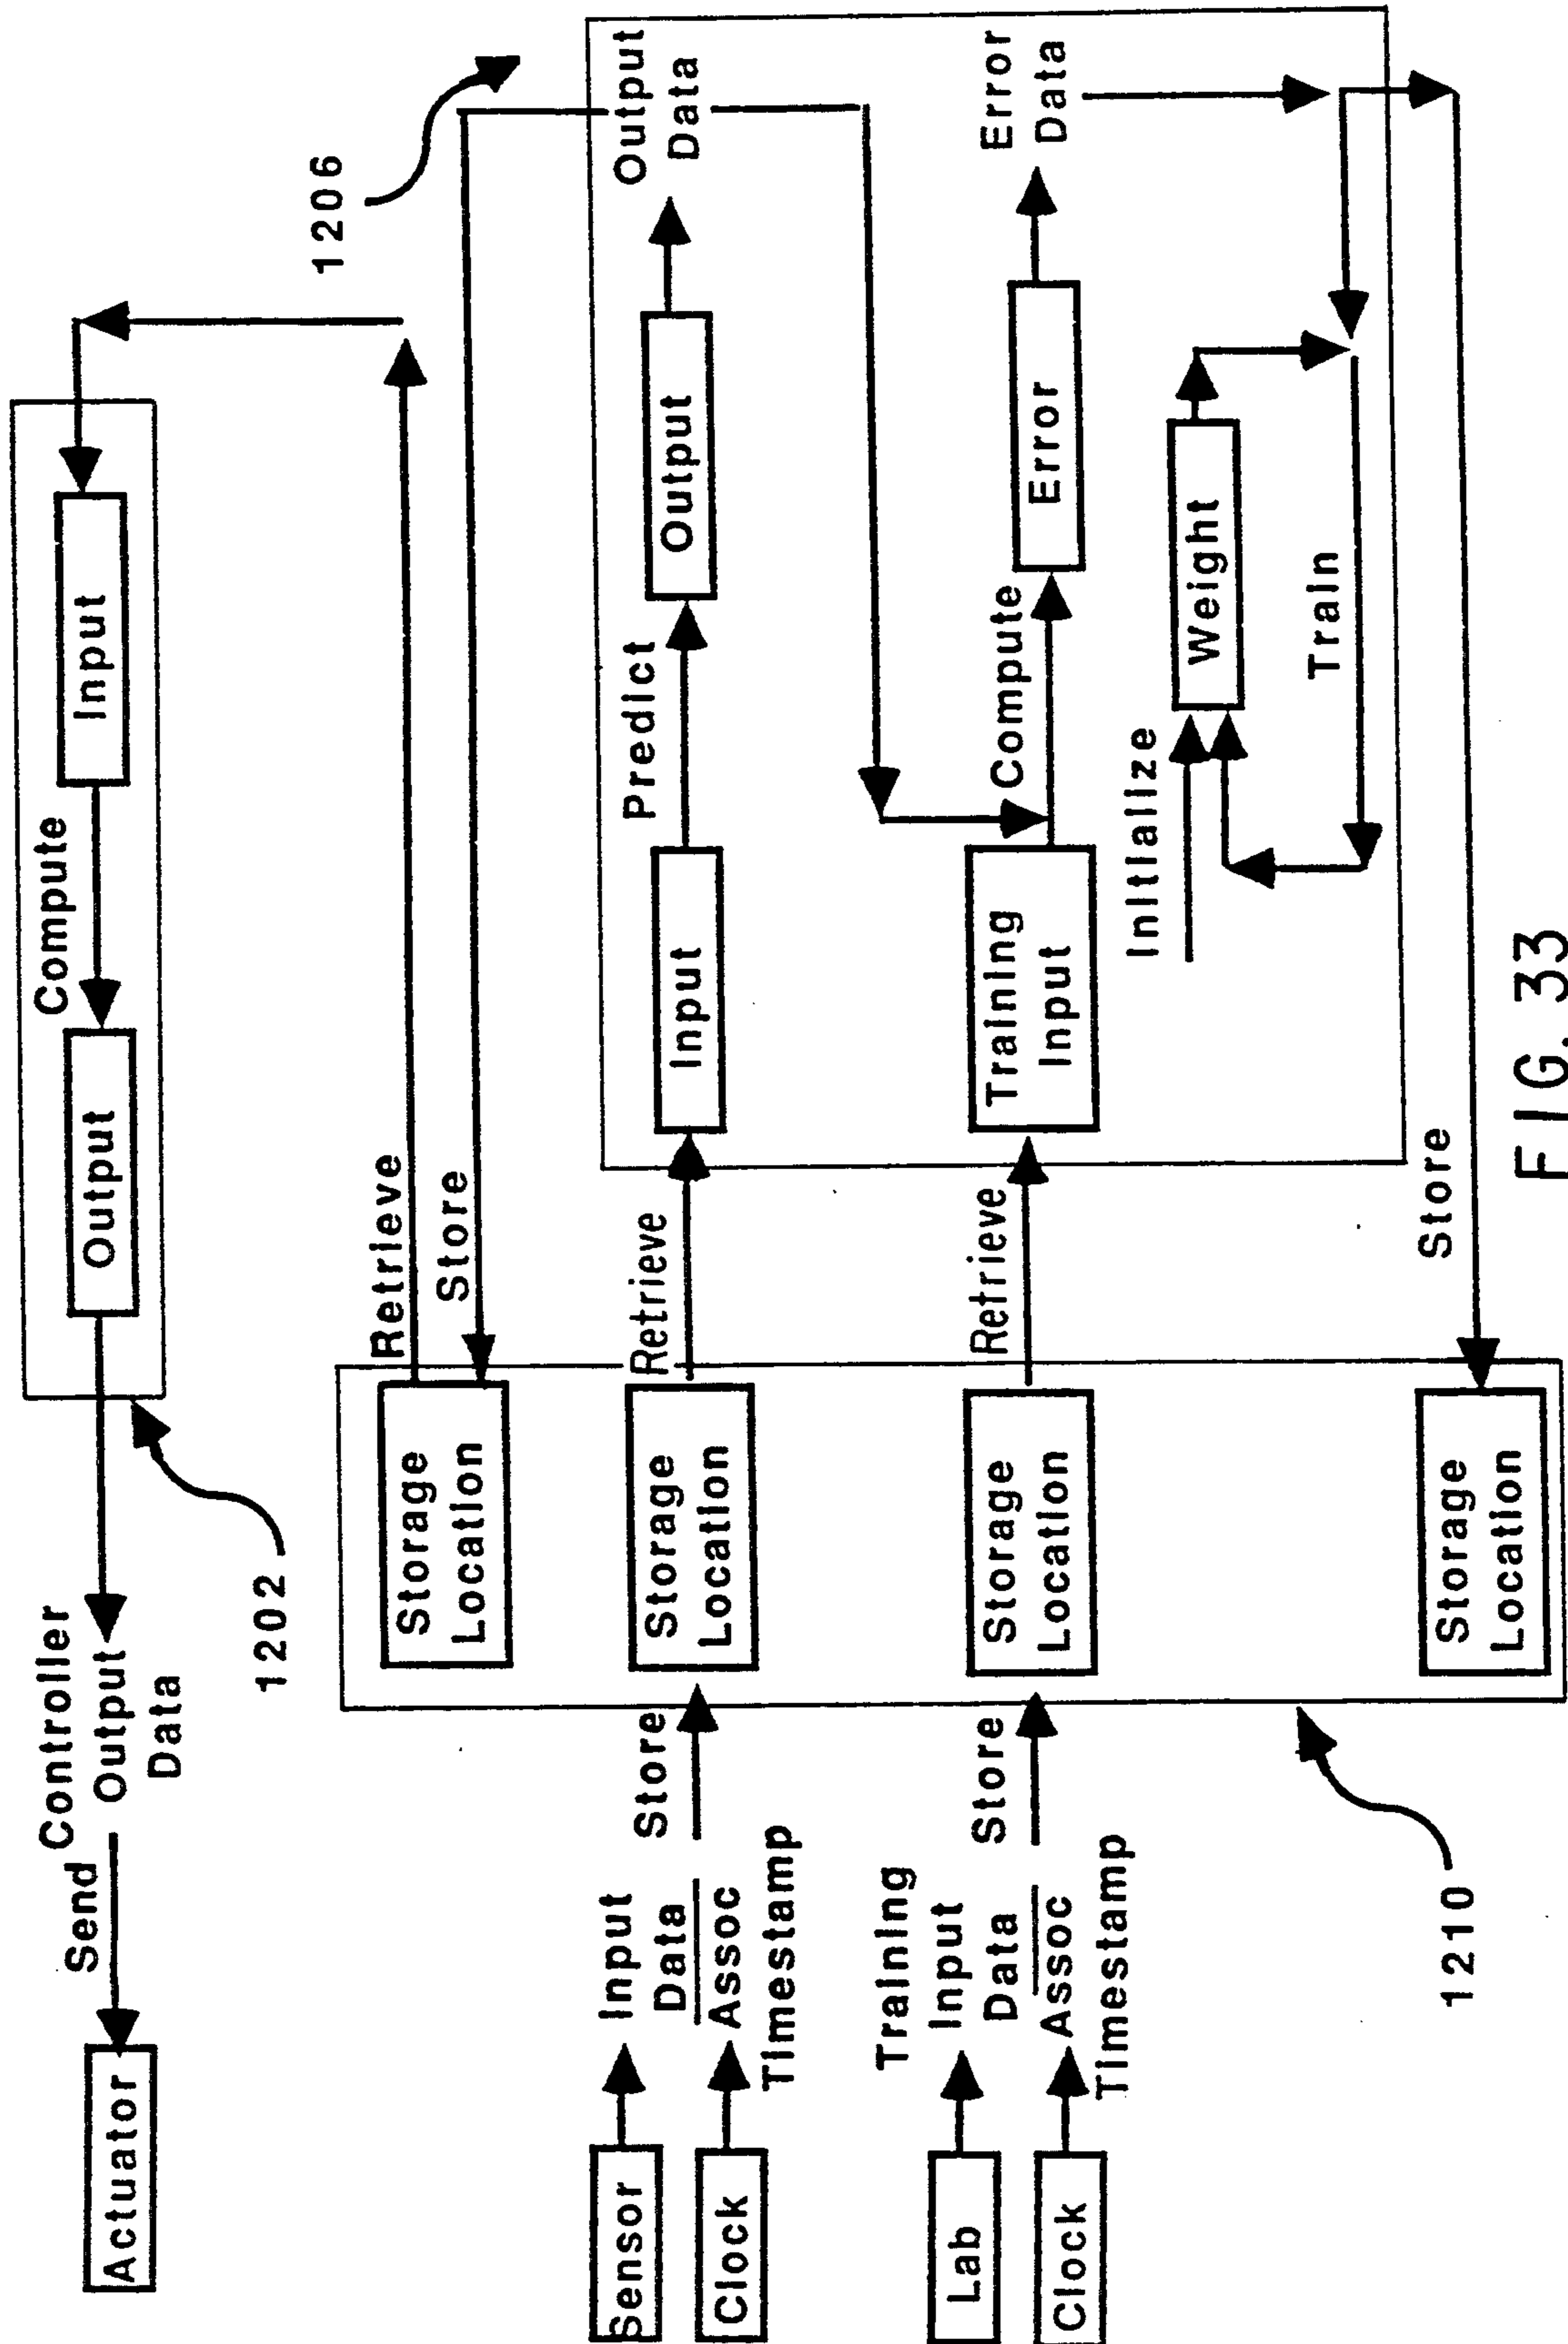 Actuator
Send
Controller
Output
Data
Output
Compute
Input
1202
1206
Retrieve
Store
Sensor
Input
Data
Clock
Assoc
Timestamp
Store
Storage
Location
Storage
Location
Retrieve
Input
Predict
Output
Output
Data
Lab
Training
Input
Data
Clock
Assoc
Timestamp
Store
Storage
Location
Retrieve
Training
Input
Compute
Error
Error
Data
Initialize
Weight
Train
Storage
Location
Store
1210
FIG. 33